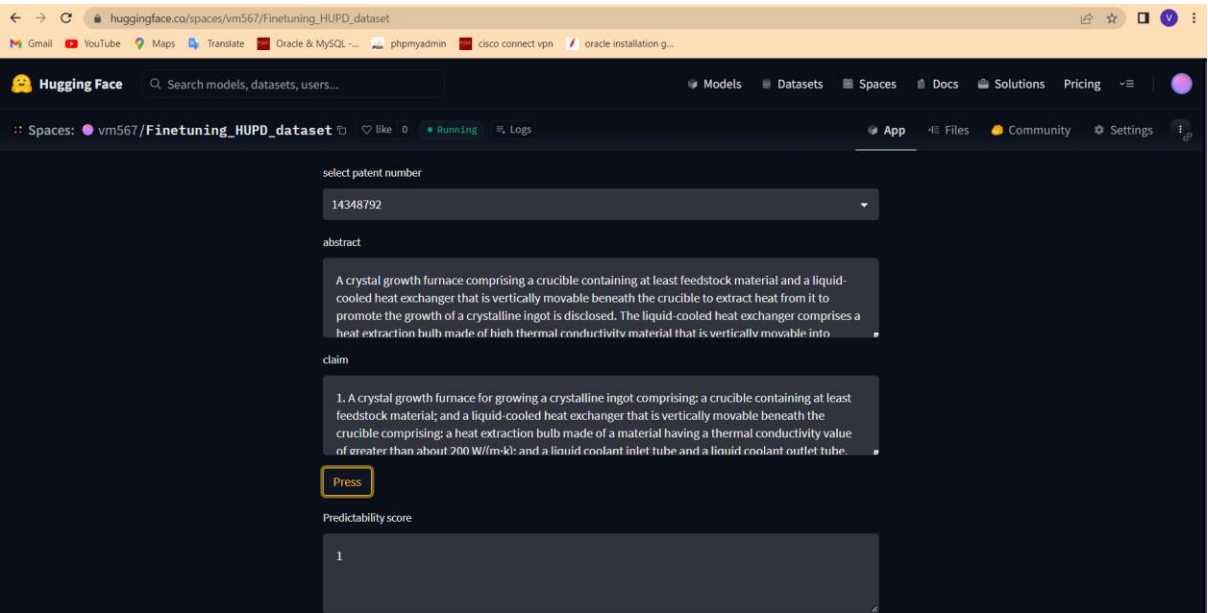 huggingface.co/spaces/vm567/Finetuning_HUPD_dataset
V
Gmail YouTube Maps Translate Oracle & MySQL -... phpmyadmin cisco connect vpn oracle installation g...
Hugging Face Search models, datasets, users... Models Datasets Spaces Docs Solutions Pricing
Spaces: vm567/Finetuning_HUPD_dataset like 0 Running Logs App Files Community Settings
select patent number
14348792
abstract
A crystal growth furnace comprising a crucible containing at least feedstock material and a liquid-
cooled heat exchanger that is vertically movable beneath the crucible to extract heat from it to
promote the growth of a crystalline ingot is disclosed. The liquid-cooled heat exchanger comprises a
heat extraction bulb made of high thermal conductivity material that is vertically movable into
claim
1. A crystal growth furnace for growing a crystalline ingot comprising: a crucible containing at least
feedstock material; and a liquid-cooled heat exchanger that is vertically movable beneath the
crucible comprising: a heat extraction bulb made of a material having a thermal conductivity value
of greater than about 200 W/(m·k); and a liquid coolant inlet tube and a liquid coolant outlet tube,
Press
Predictability score
1